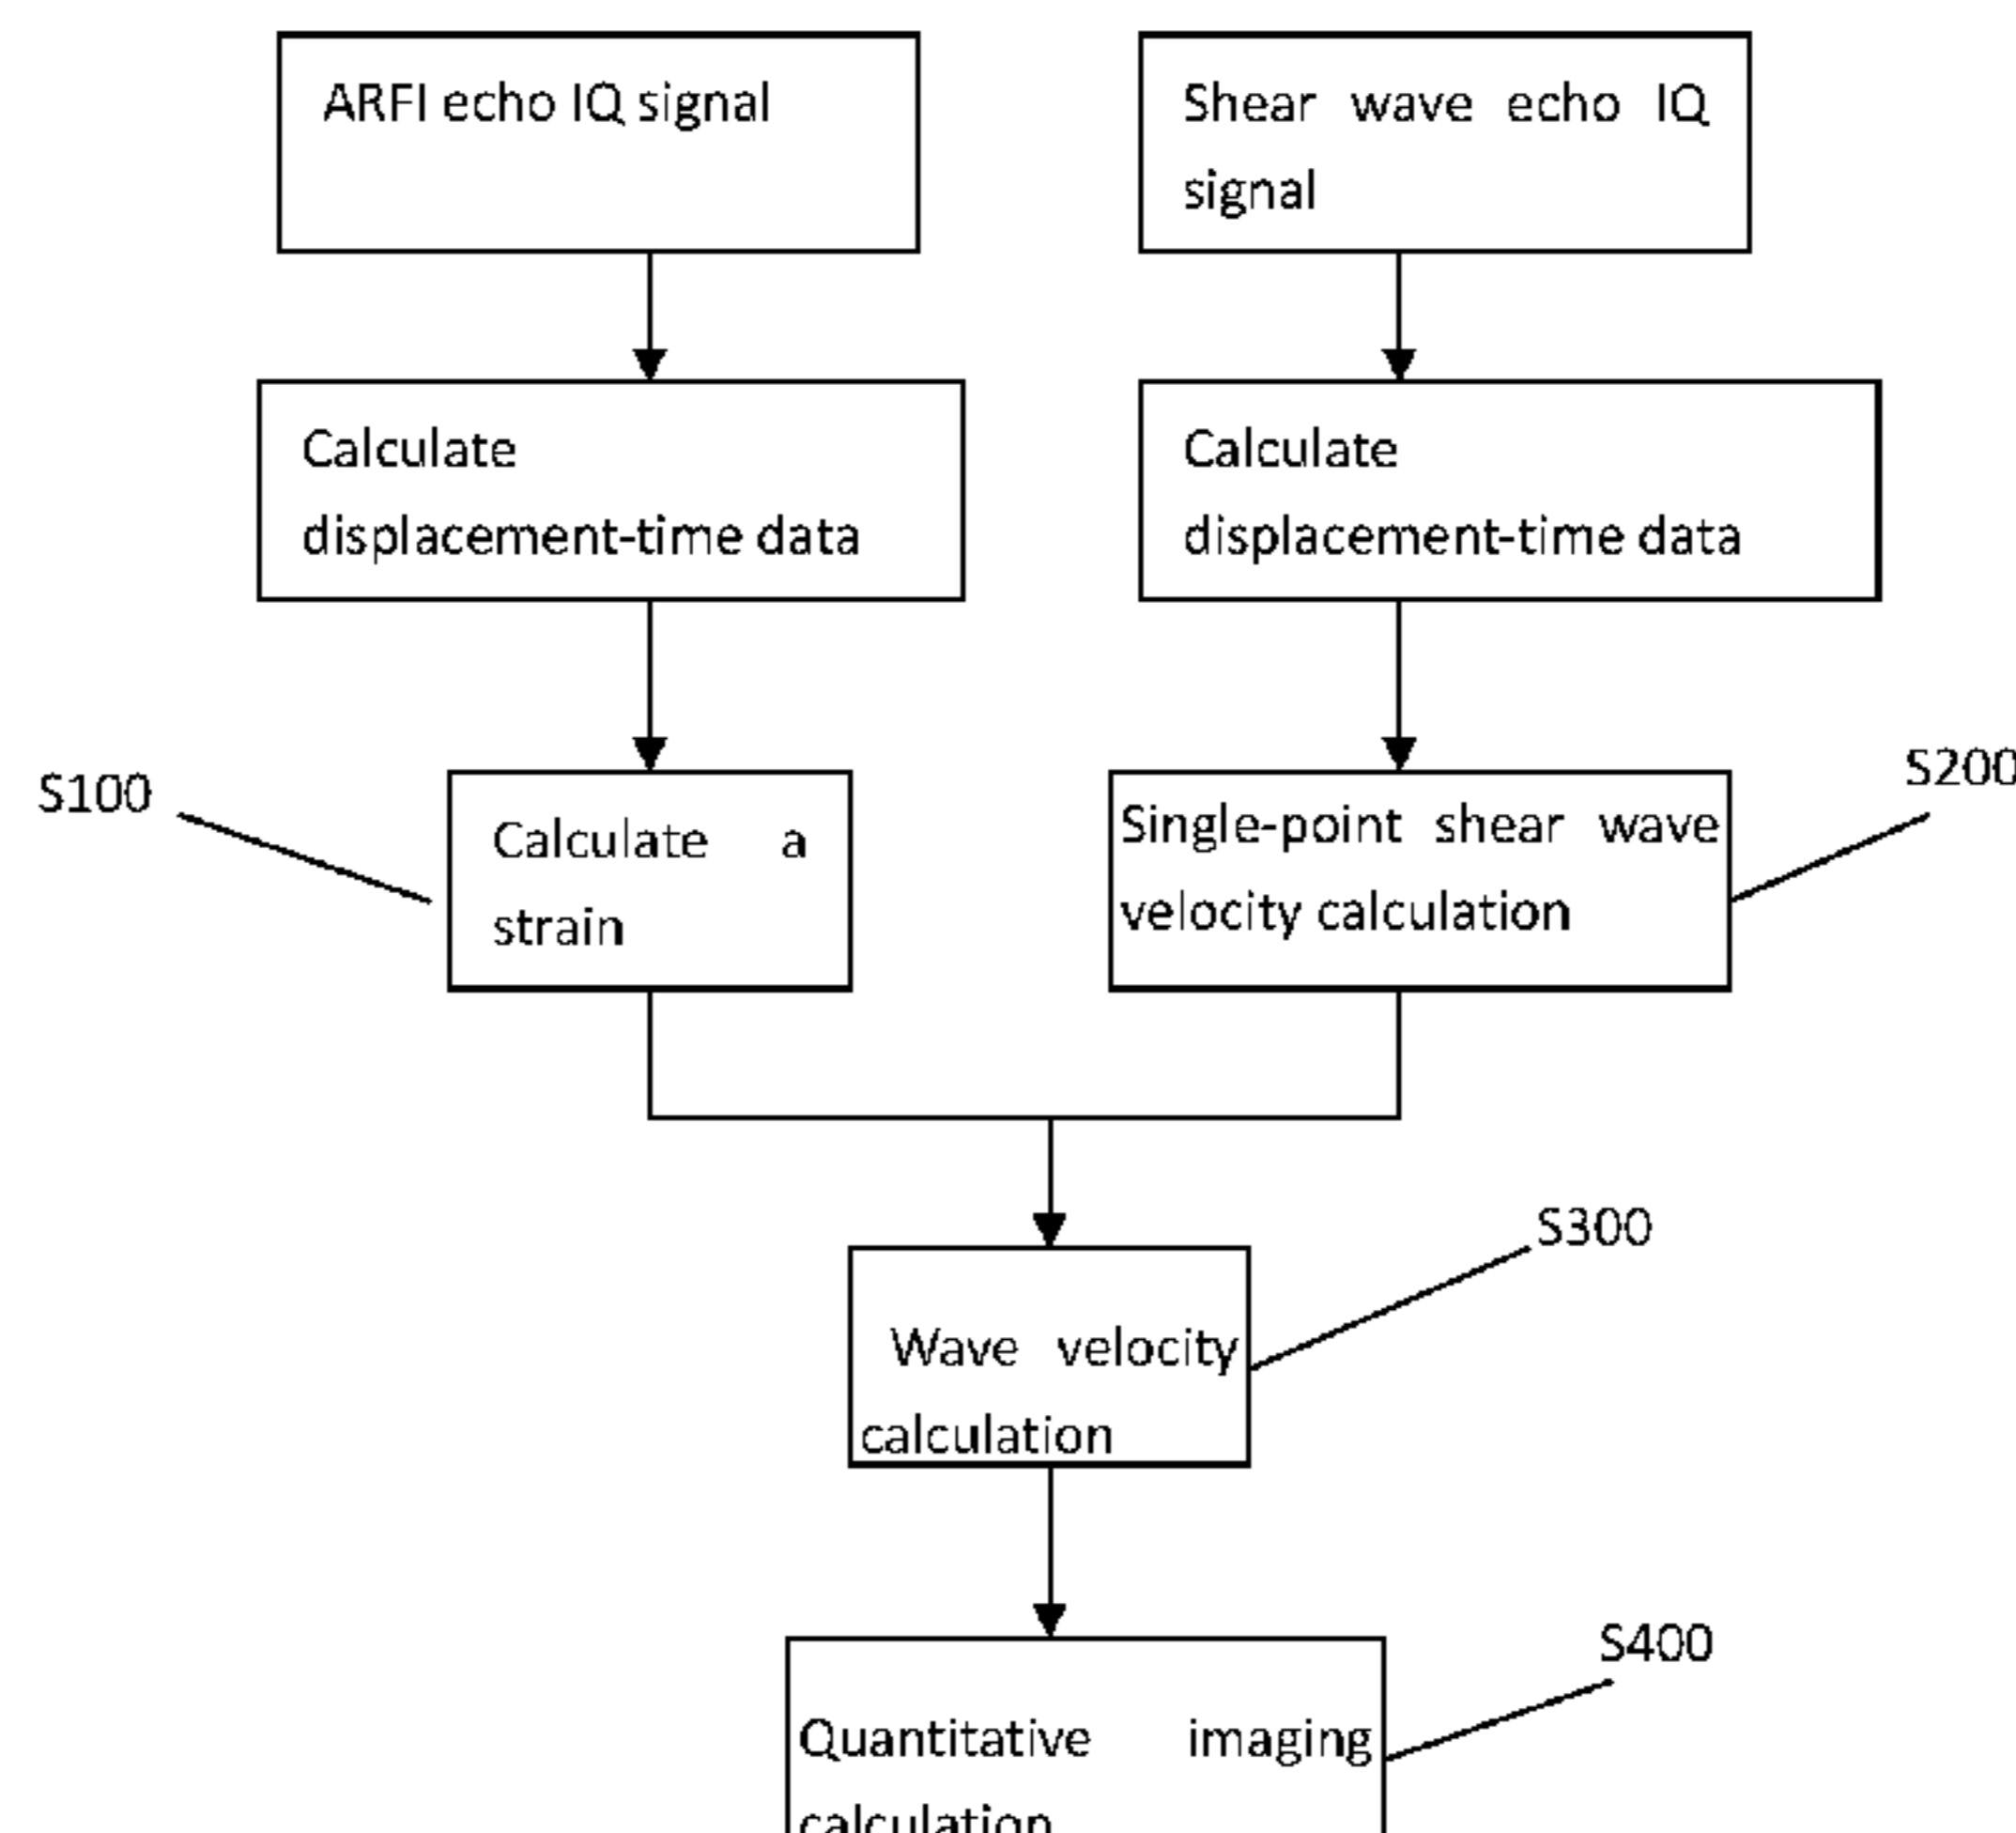 ARFI echo IQ signal
Shear wave echo IQ
signal
Calculate
displacement-time data
Calculate
displacement-time data
S100
Calculate a
strain
Single-point shear wave
velocity calculation
S200
Wave velocity
calculation
S300
Quantitative imaging
calculation
S400